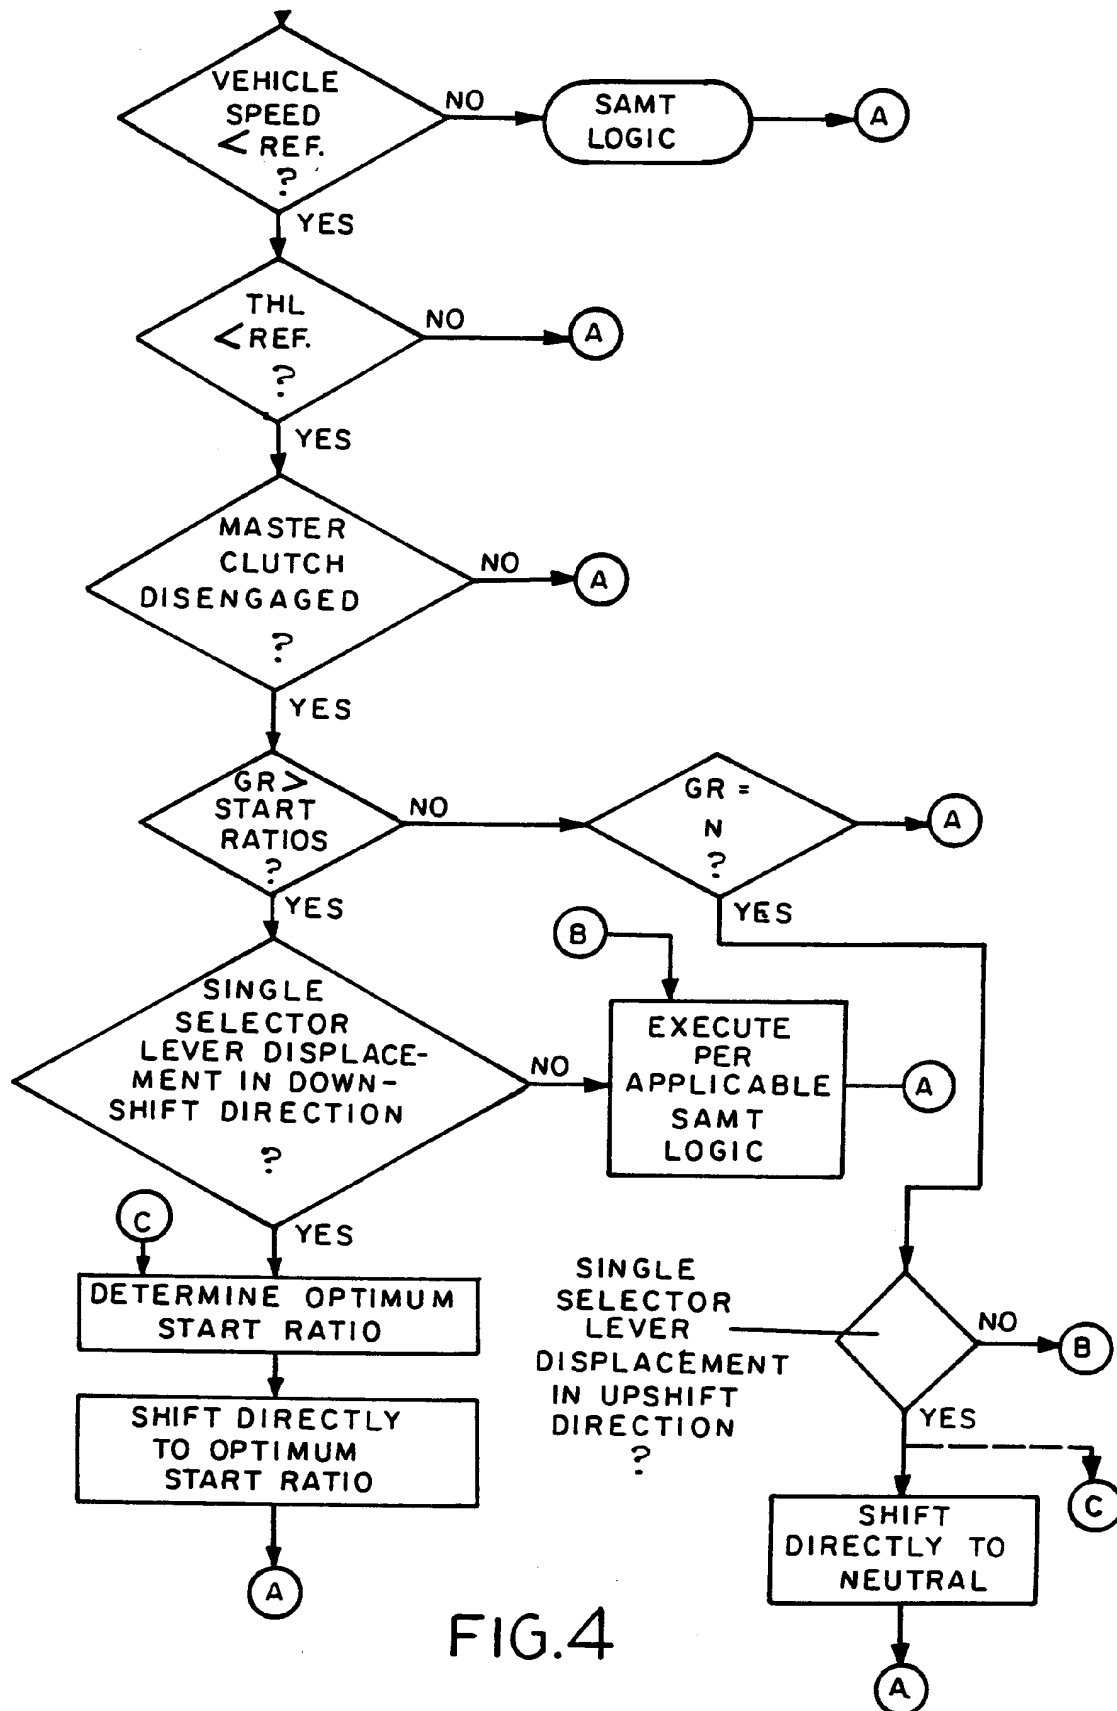 VEHICLE
SPEED
< REF.
?
NO
SAMT
LOGIC
A
YES
THL
< REF.
?
NO
A
YES
MASTER
CLUTCH
DISENGAGED
?
NO
A
YES
GR >
START
RATIOS
?
NO
GR =
N
?
A
YES
YES
B
SINGLE
SELECTOR
LEVER DISPLACE-
MENT IN DOWN-
SHIFT DIRECTION
?
NO
EXECUTE
PER
APPLICABLE
SAMT
LOGIC
A
YES
C
DETERMINE OPTIMUM
START RATIO
SHIFT DIRECTLY
TO OPTIMUM
START RATIO
A
SINGLE
SELECTOR
LEVER
DISPLACEMENT
IN UPSHIFT
DIRECTION
?
NO
B
YES
C
SHIFT
DIRECTLY TO
NEUTRAL
A
FIG.4